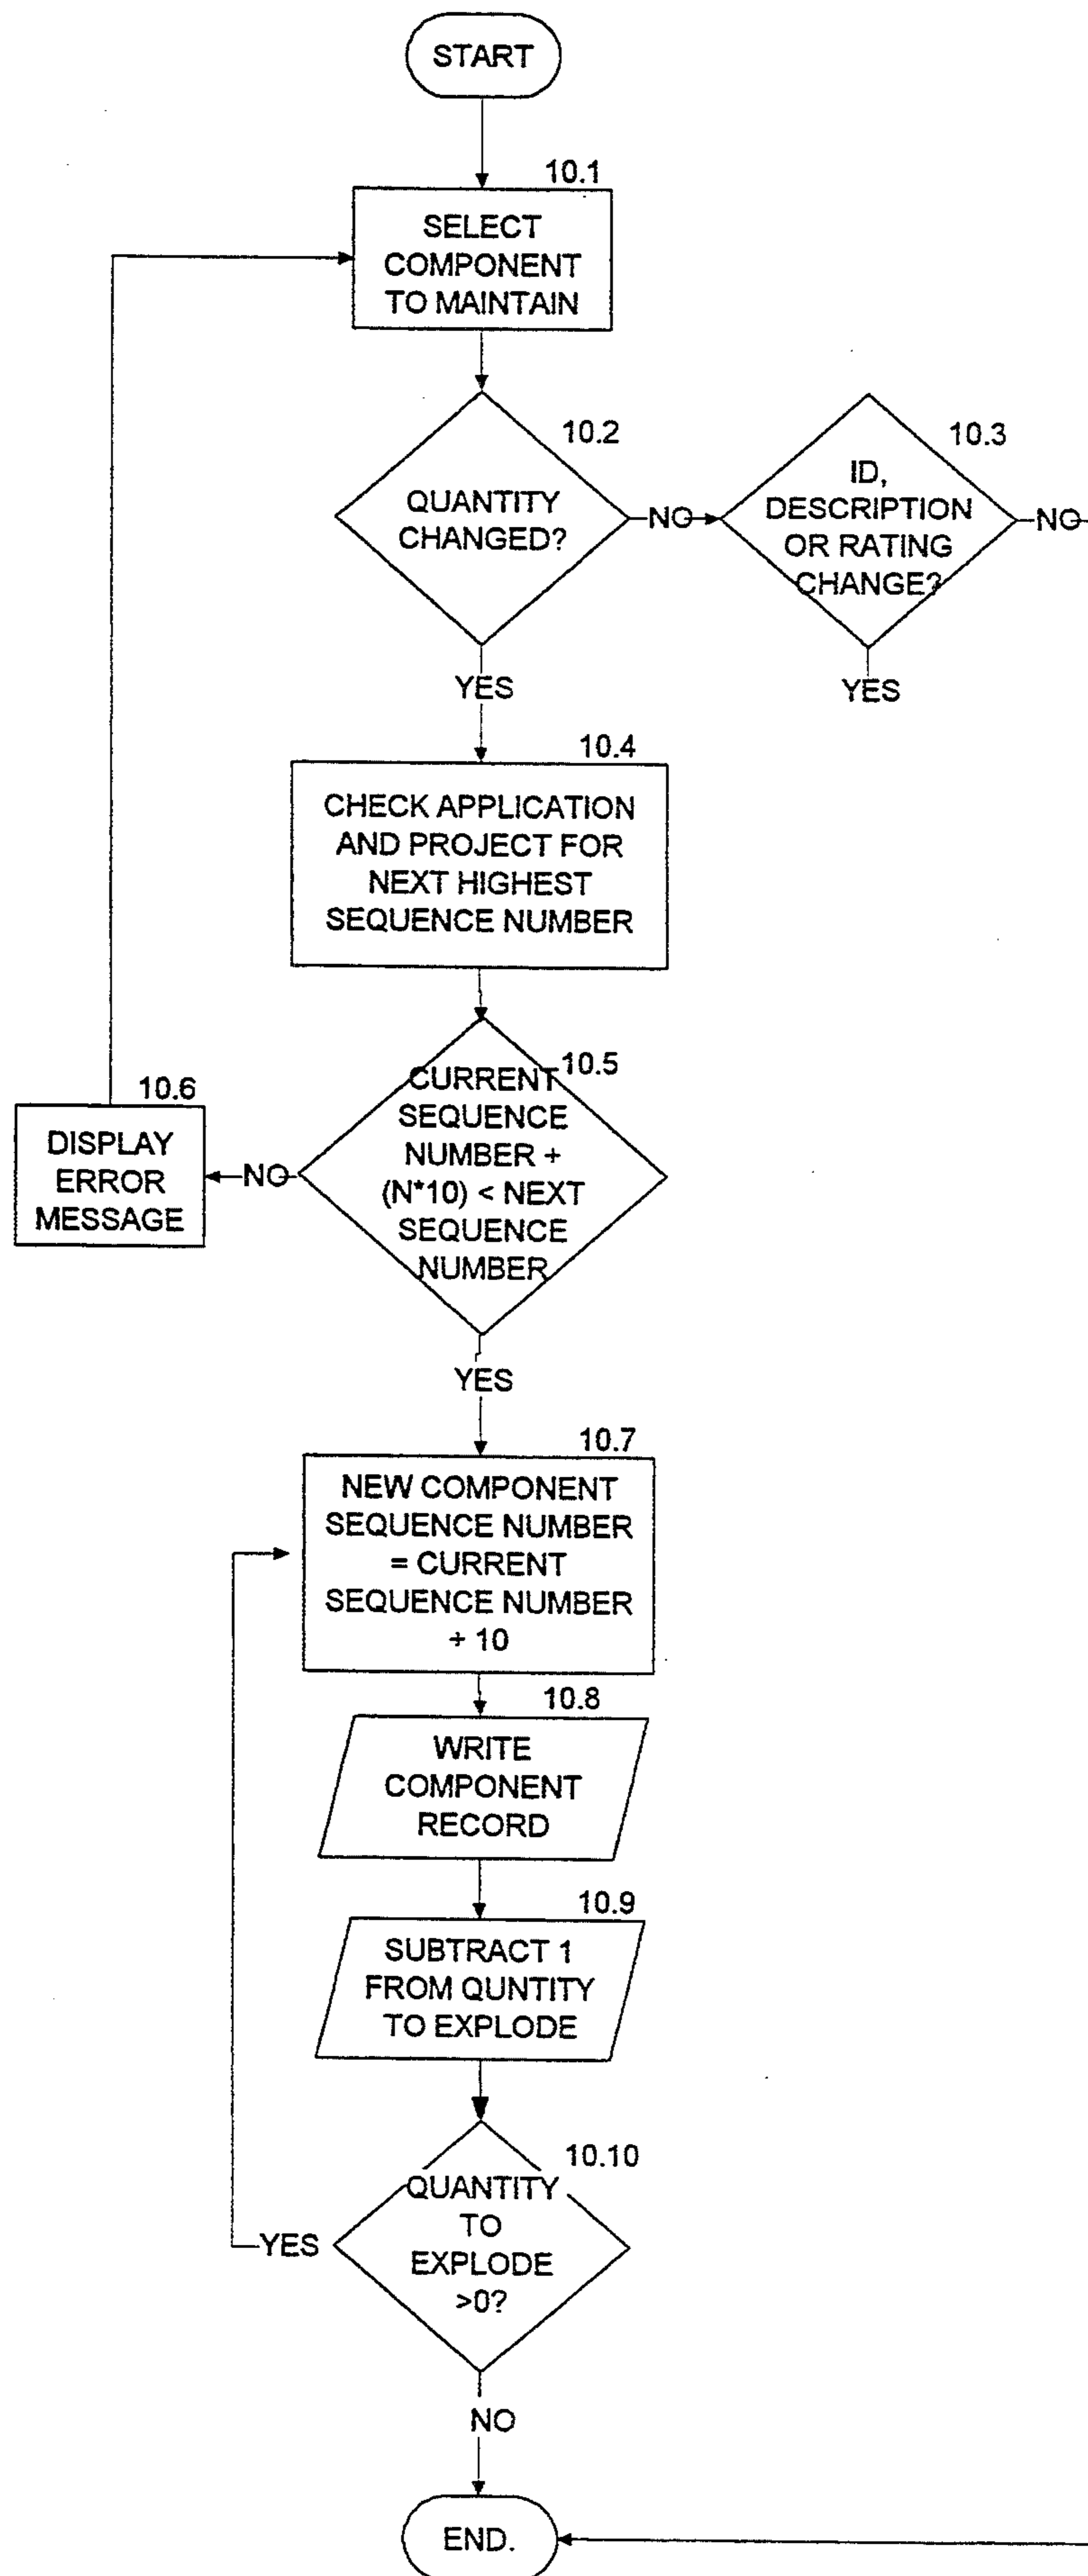 START
10.1
SELECT
COMPONENT
TO MAINTAIN
10.2
QUANTITY
CHANGED?
NO
10.3
ID,
DESCRIPTION
OR RATING
CHANGE?
NO
YES
YES
10.4
CHECK APPLICATION
AND PROJECT FOR
NEXT HIGHEST
SEQUENCE NUMBER
10.5
CURRENT
SEQUENCE
NUMBER +
(N*10) < NEXT
SEQUENCE
NUMBER
NO
10.6
DISPLAY
ERROR
MESSAGE
YES
10.7
NEW COMPONENT
SEQUENCE NUMBER
= CURRENT
SEQUENCE NUMBER
+ 10
10.8
WRITE
COMPONENT
RECORD
10.9
SUBTRACT 1
FROM QUNTITY
TO EXPLODE
10.10
QUANTITY
TO
EXPLODE
>0?
YES
NO
END.